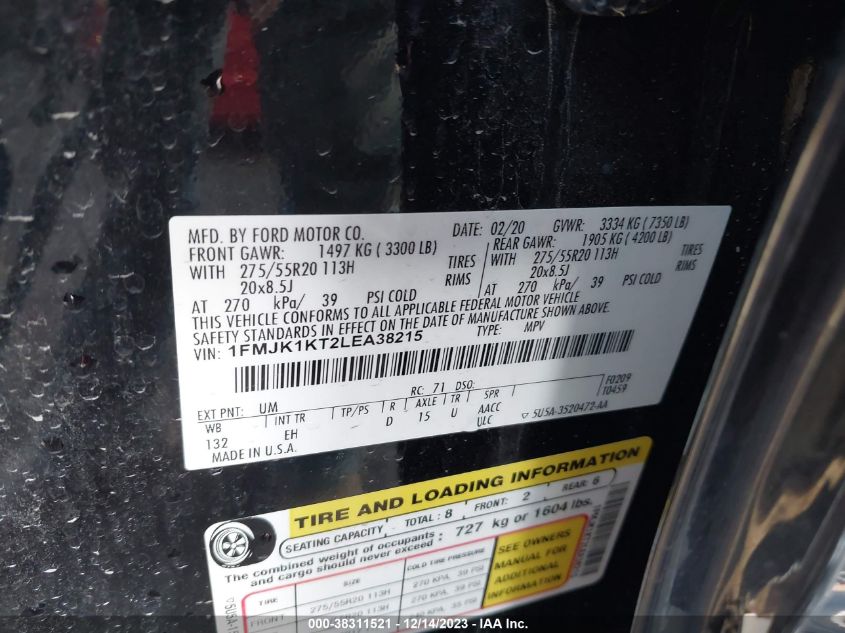 MFD. BY FORD MOTOR CO.
DATE: 02/20 GVWR: 3334 KG ( 7350 LB)
FRONT GAWR: 1497 KG ( 3300 LB)
REAR GAWR: 1905 KG ( 4200 LB)
WITH 275/55R20 113H TIRES
WITH 275/55R20 113H TIRES
20x8.5J RIMS
20x8.5J RIMS
AT 270 kPa/ 39 PSI COLD
AT 270 kPa/ 39 PSI COLD
THIS VEHICLE CONFORMS TO ALL APPLICABLE FEDERAL MOTOR VEHICLE
SAFETY STANDARDS IN EFFECT ON THE DATE OF MANUFACTURE SHOWN ABOVE.
VIN: 1FMJK1KT2LEA38215 TYPE: MPV
EXT PNT: UM RC: 71 DSO: F0209
T0459
WB INT TR TP/PS R AXLE TR SPR
132 EH D 15 U AACC
ULC
MADE IN U.S.A. 5U5A-3520472-AA
TIRE AND LOADING INFORMATION
SEATING CAPACITY TOTAL: 8 FRONT: 2 REAR: 6
The combined weight of occupants
and cargo should never exceed : 727 kg or 1604 lbs.
TIRE SIZE COLD TIRE PRESSURE
FRONT 275/55R20 113H 270 KPA, 39 PSI
270 KPA, 39 PSI
SEE OWNERS
MANUAL FOR
ADDITIONAL
INFORMATION
000-38311521 - 12/14/2023 - IAA Inc.